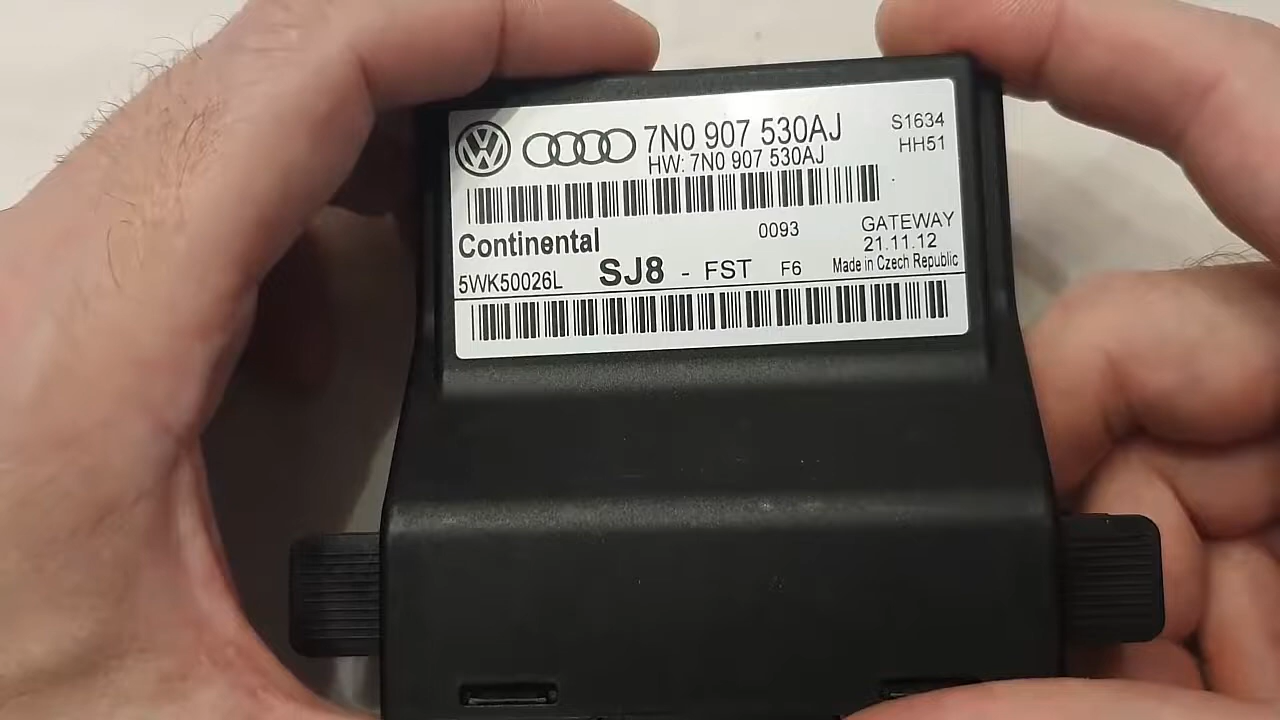 7N0 907 530AJ
HW: 7N0 907 530AJ
S1634
HH51
Continental
0093
GATEWAY
21.11.12
5WK50026L SJ8 - FST F6 Made in Czech Republic